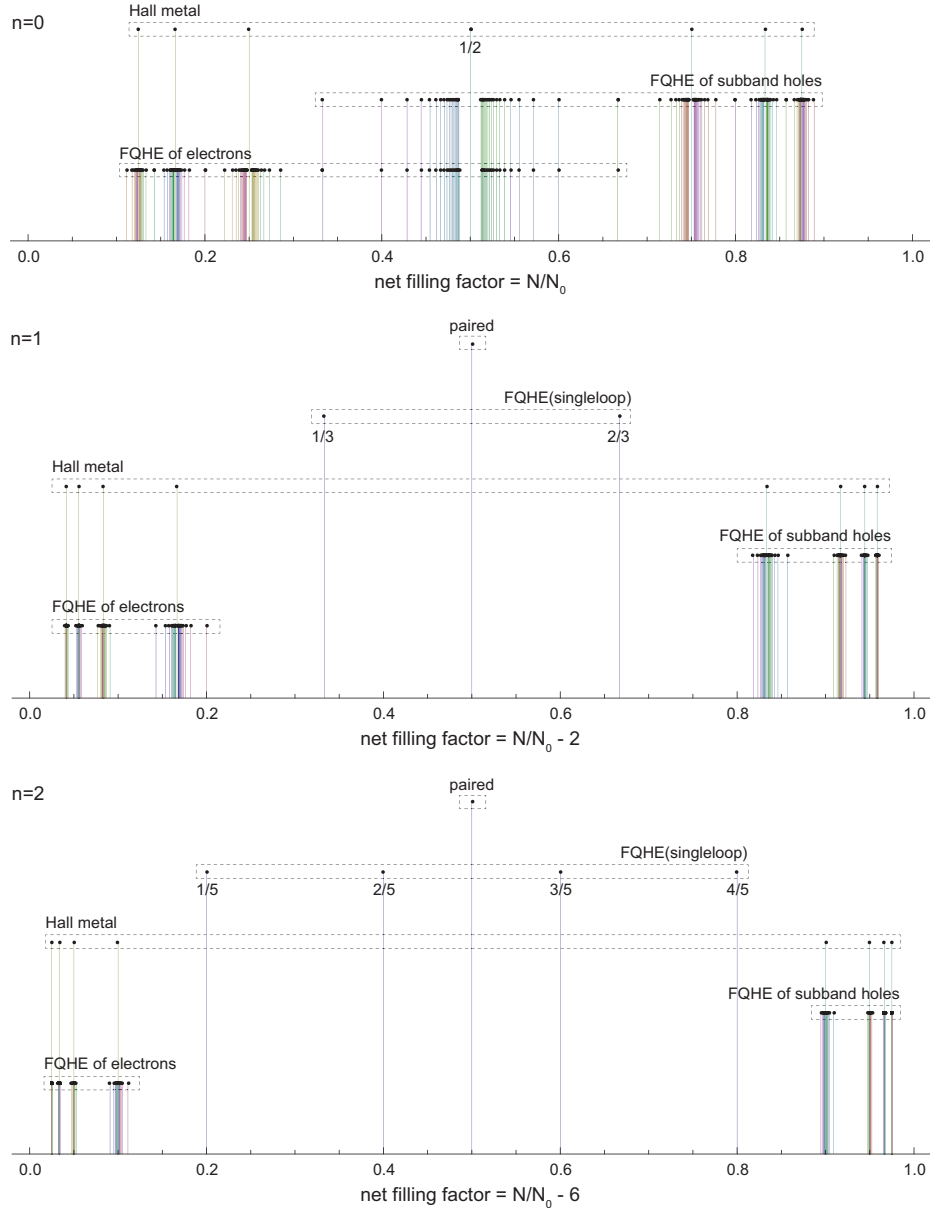 n=0
Hall metal
1/2
FQHE of subband holes
FQHE of electrons
0.0 0.2 0.4 0.6 0.8 1.0
net filling factor = N/N0
n=1
paired
FQHE(singleloop)
1/3 2/3
Hall metal
FQHE of subband holes
FQHE of electrons
0.0 0.2 0.4 0.6 0.8 1.0
net filling factor = N/N0 - 2
n=2
paired
FQHE(singleloop)
1/5 2/5 3/5 4/5
Hall metal
FQHE of subband holes
FQHE of electrons
0.0 0.2 0.4 0.6 0.8 1.0
net filling factor = N/N0 - 6